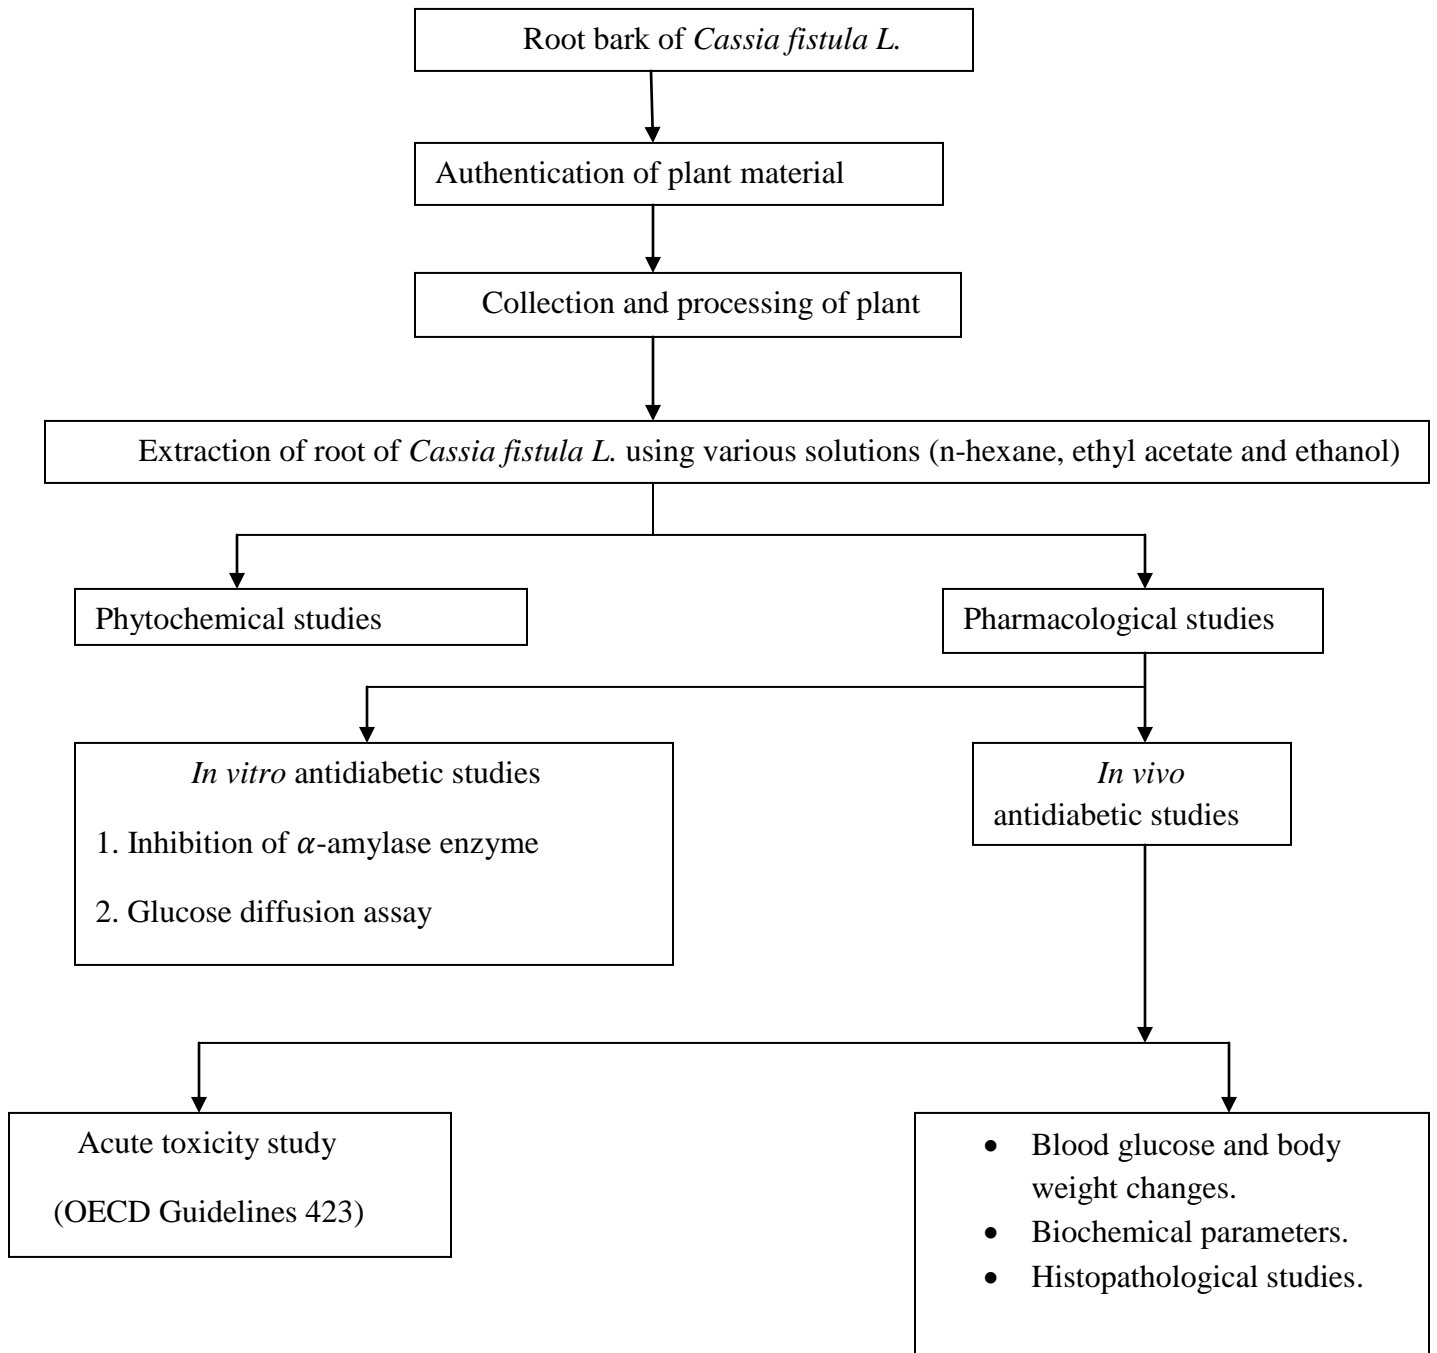 Root bark of Cassia fistula L.
Authentication of plant material
Collection and processing of plant
Extraction of root of Cassia fistula L. using various solutions (n-hexane, ethyl acetate and ethanol)
Phytochemical studies
Pharmacological studies
In vitro antidiabetic studies
1. Inhibition of α-amylase enzyme
2. Glucose diffusion assay
In vivo
antidiabetic studies
Acute toxicity study
(OECD Guidelines 423)
• Blood glucose and body
weight changes.
• Biochemical parameters.
• Histopathological studies.